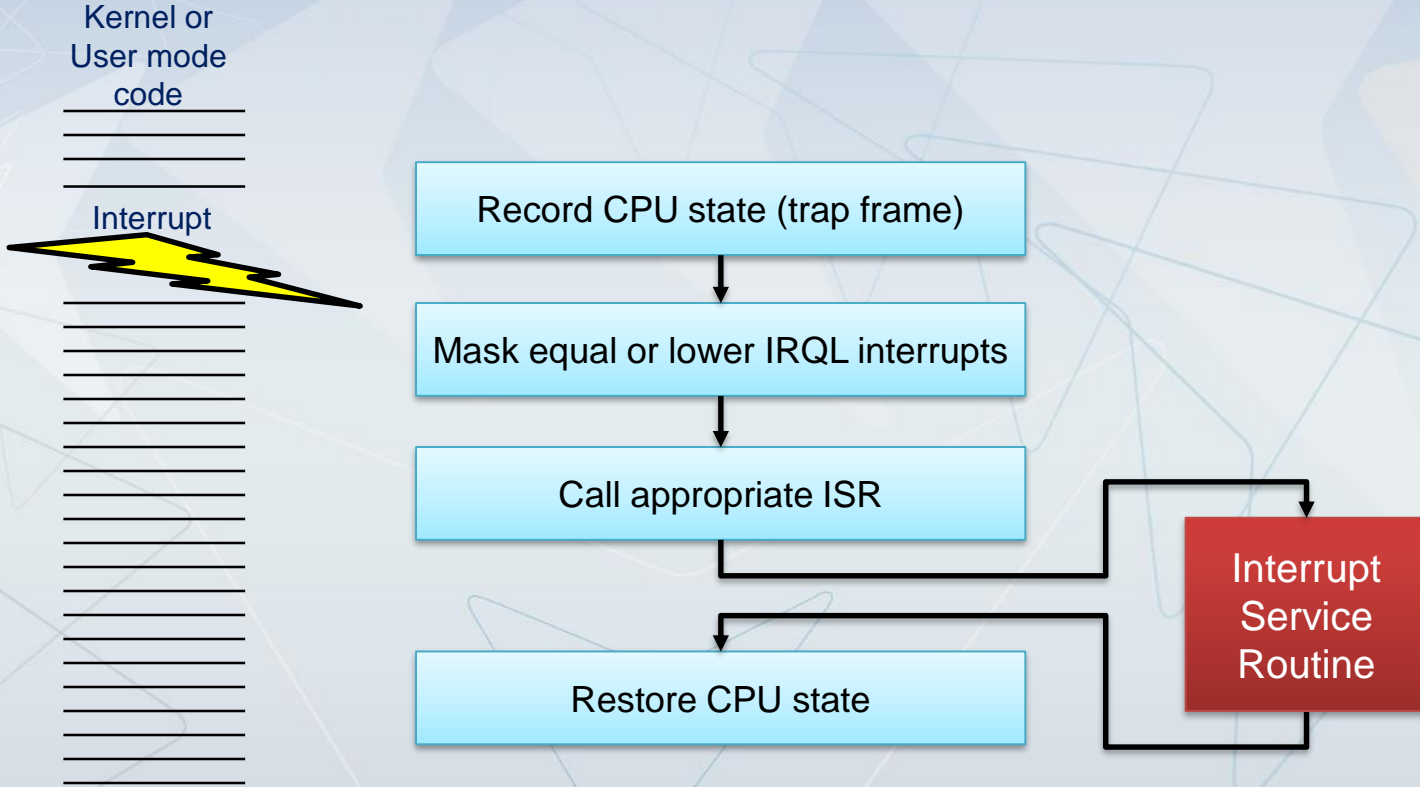 Kernel or
User mode
code
Interrupt
Record CPU state (trap frame)
Mask equal or lower IRQL interrupts
Call appropriate ISR
Interrupt
Service
Routine
Restore CPU state